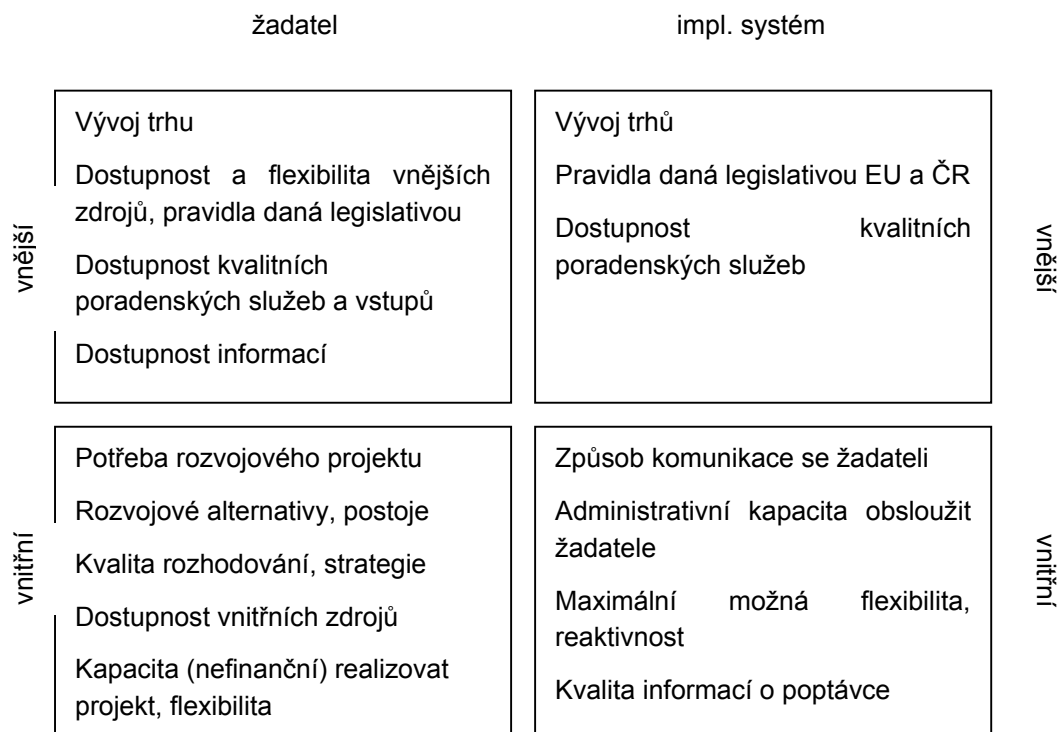 žadatel
impl. systém
vnější
Vývoj trhu
Dostupnost a flexibilita vnějších
zdrojů, pravidla daná legislativou
Dostupnost kvalitních
poradenských služeb a vstupů
Dostupnost informací
Vývoj trhů
Pravidla daná legislativou EU a ČR
Dostupnost kvalitních
poradenských služeb
vnější
vnitřní
Potřeba rozvojového projektu
Rozvojové alternativy, postoje
Kvalita rozhodování, strategie
Dostupnost vnitřních zdrojů
Kapacita (nefinanční) realizovat
projekt, flexibilita
Způsob komunikace se žadateli
Administrativní kapacita obsloužit
žadatele
Maximální možná flexibilita,
reaktivnost
Kvalita informací o poptávce
vnitřní